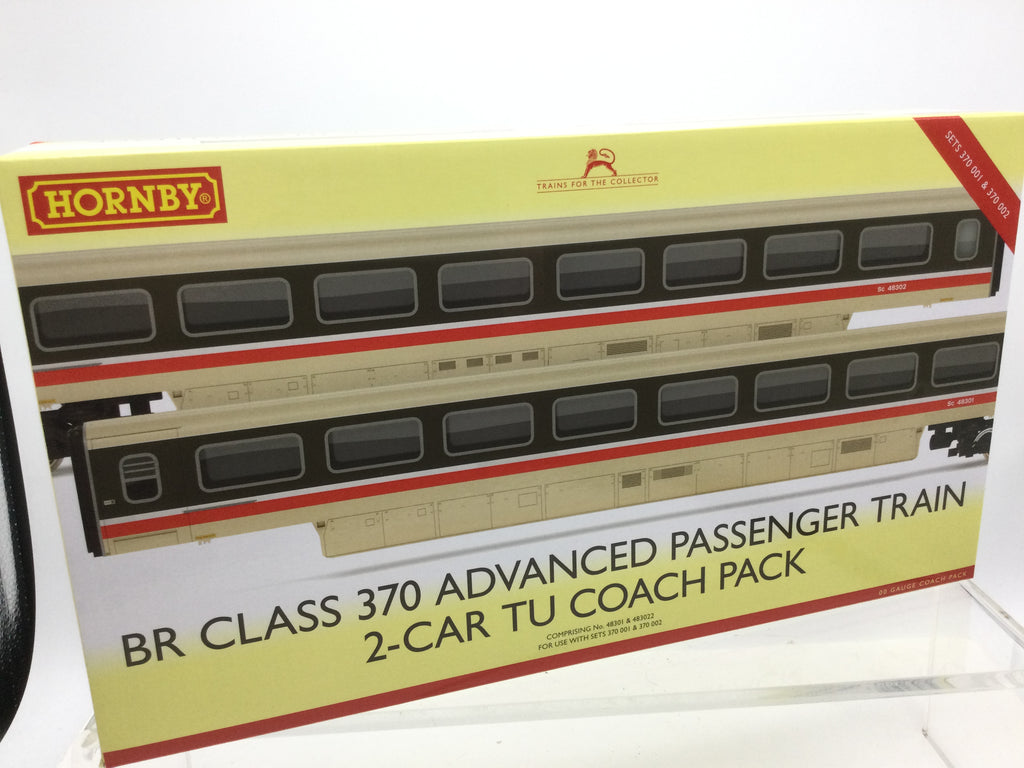 HORNBY®
TRAINS FOR THE COLLECTOR
SETS 370 001 & 370 002
Sc 48302
Sc 48301
BR CLASS 370 ADVANCED PASSENGER TRAIN
2-CAR TU COACH PACK
COMPRISING No. 48301 & 483022
FOR USE WITH SETS 370 001 & 370 002
00 GAUGE COACH PACK